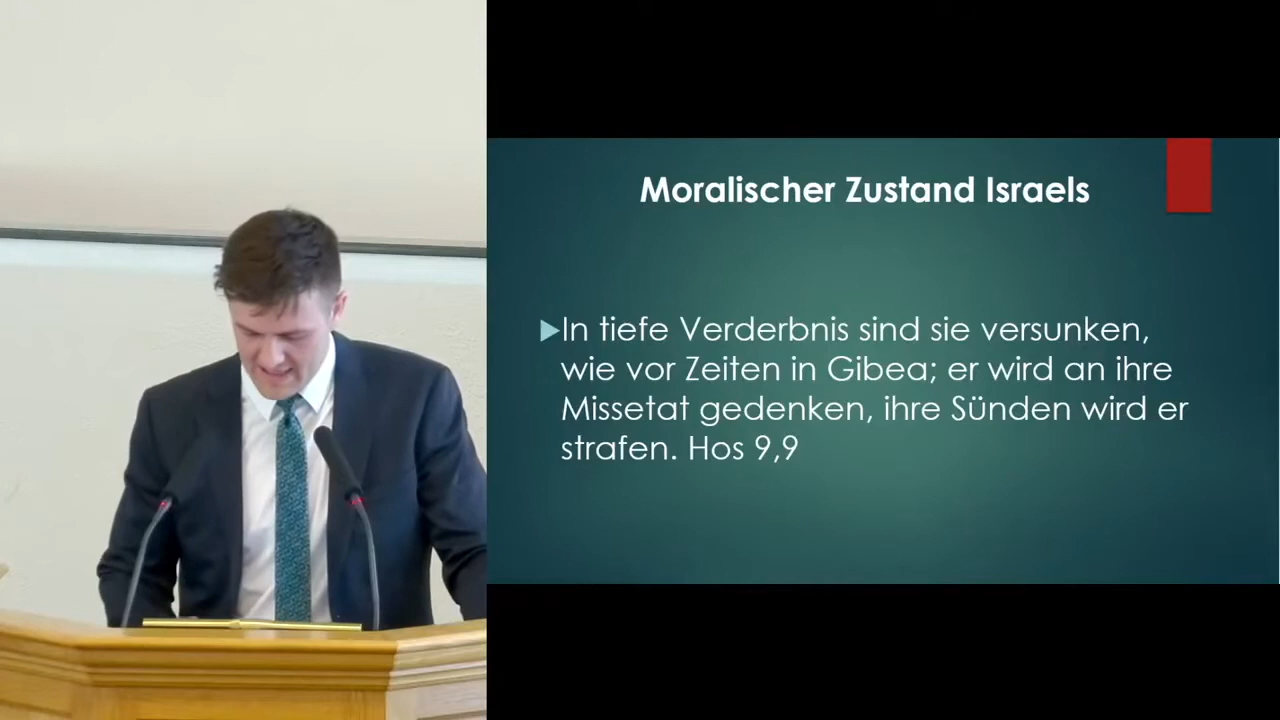 Moralischer Zustand Israels
In tiefe Verderbnis sind sie versunken,
wie vor Zeiten in Gibea; er wird an ihre
Missetat gedenken, ihre Sünden wird er
strafen. Hos 9,9